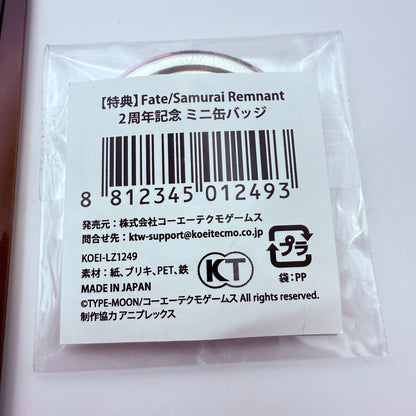 【特典】Fate/Samurai Remnant
2周年記念 ミニ缶バッジ
8 812345 012493
発売元：株式会社コーエーテクモゲームス
問合せ先：ktw-support@koeitecmo.co.jp
KOEI-LZ1249
素材：紙、ブリキ、PET、鉄
MADE IN JAPAN
KT
プラ
袋：PP
©TYPE-MOON/コーエーテクモゲームス All rights reserved.
制作協力 アニプレックス